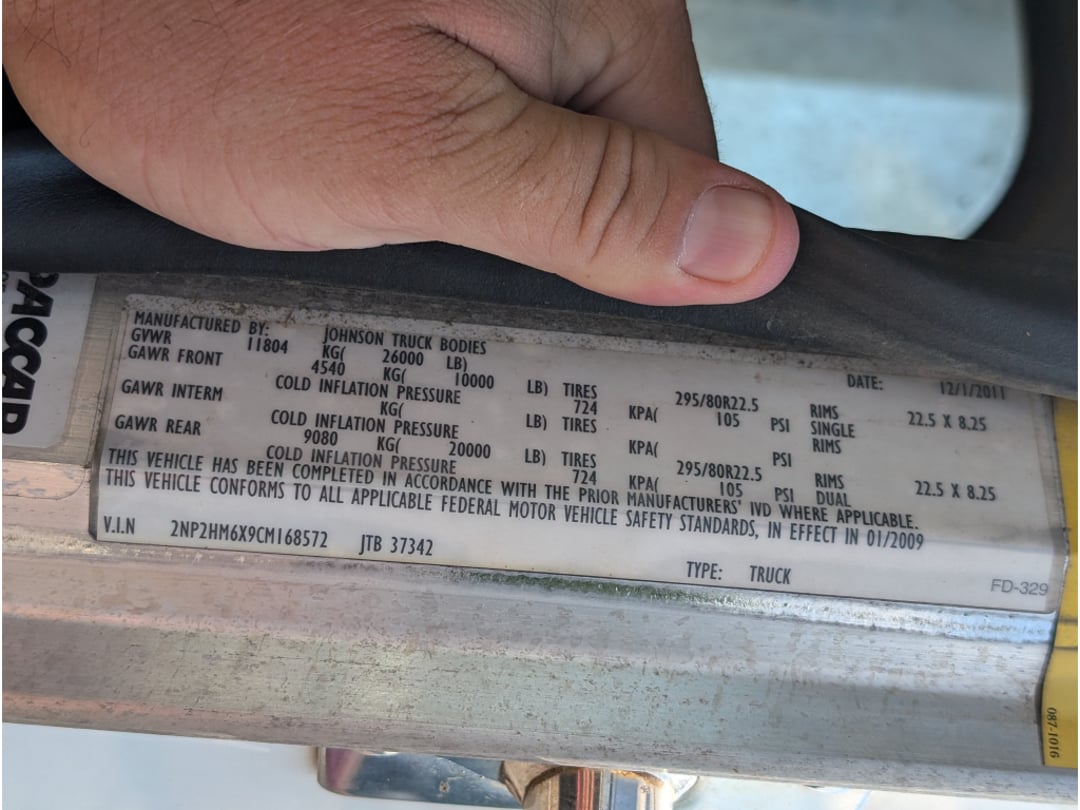 PACCAR
MANUFACTURED BY: JOHNSON TRUCK BODIES DATE: 12/1/2011
GVWR 11804 KG( 26000 LB)
GAWR FRONT 4540 KG( 10000 LB) TIRES 295/80R22.5 RIMS 22.5 X 8.25
COLD INFLATION PRESSURE 724 KPA( 105 PSI SINGLE
GAWR INTERM KG( LB) TIRES RIMS
COLD INFLATION PRESSURE KPA( PSI
GAWR REAR 9080 KG( 20000 LB) TIRES 295/80R22.5 RIMS 22.5 X 8.25
COLD INFLATION PRESSURE 724 KPA( 105 PSI DUAL
THIS VEHICLE HAS BEEN COMPLETED IN ACCORDANCE WITH THE PRIOR MANUFACTURERS' IVD WHERE APPLICABLE.
THIS VEHICLE CONFORMS TO ALL APPLICABLE FEDERAL MOTOR VEHICLE SAFETY STANDARDS, IN EFFECT IN 01/2009
V.I.N 2NP2HM6X9CM168572 JTB 37342
TYPE: TRUCK
FD-329
087-1016